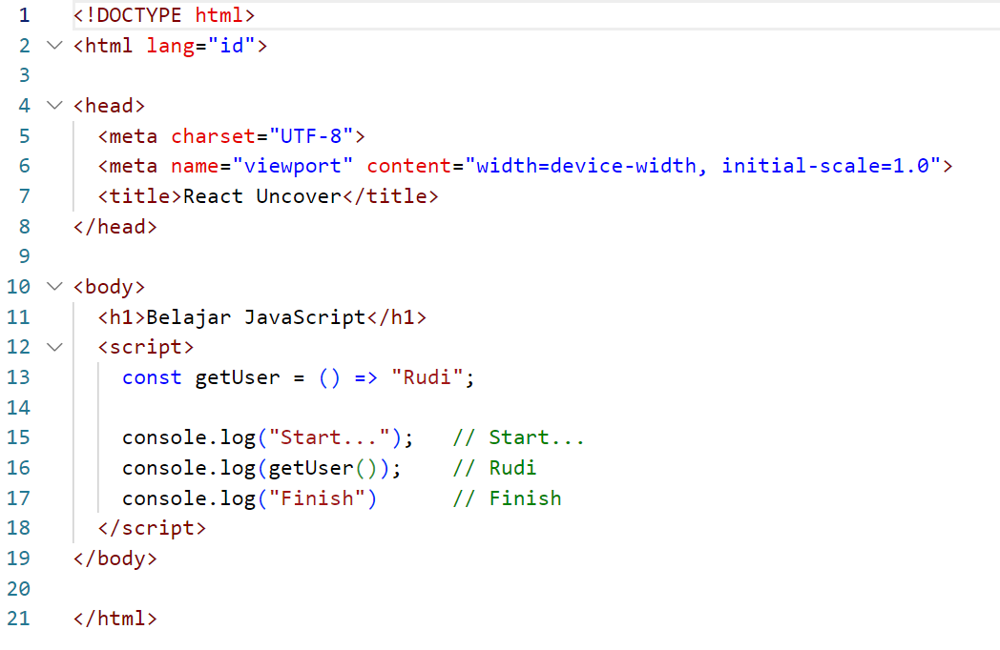 1 <!DOCTYPE html>
2 <html lang="id">
3
4 <head>
5   <meta charset="UTF-8">
6   <meta name="viewport" content="width=device-width, initial-scale=1.0">
7   <title>React Uncover</title>
8 </head>
9
10 <body>
11   <h1>Belajar JavaScript</h1>
12   <script>
13     const getUser = () => "Rudi";
14
15     console.log("Start...");   // Start...
16     console.log(getUser());    // Rudi
17     console.log("Finish")      // Finish
18   </script>
19 </body>
20
21 </html>